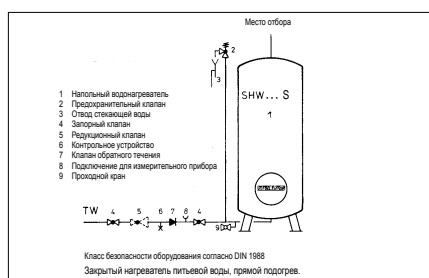 Место отбора
2
3
SHW... S
1
1 Напольный водонагреватель
2 Предохранительный клапан
3 Отвод стекающей воды
4 Запорный клапан
5 Редукционный клапан
6 Контрольное устройство
7 Клапан обратного течения
8 Подключение для измерительного прибора
9 Проходной кран
TW 4 5 6 7 8 4 9
Класс безопасности оборудования согласно DIN 1988
Закрытый нагреватель питьевой воды, прямой подогрев.